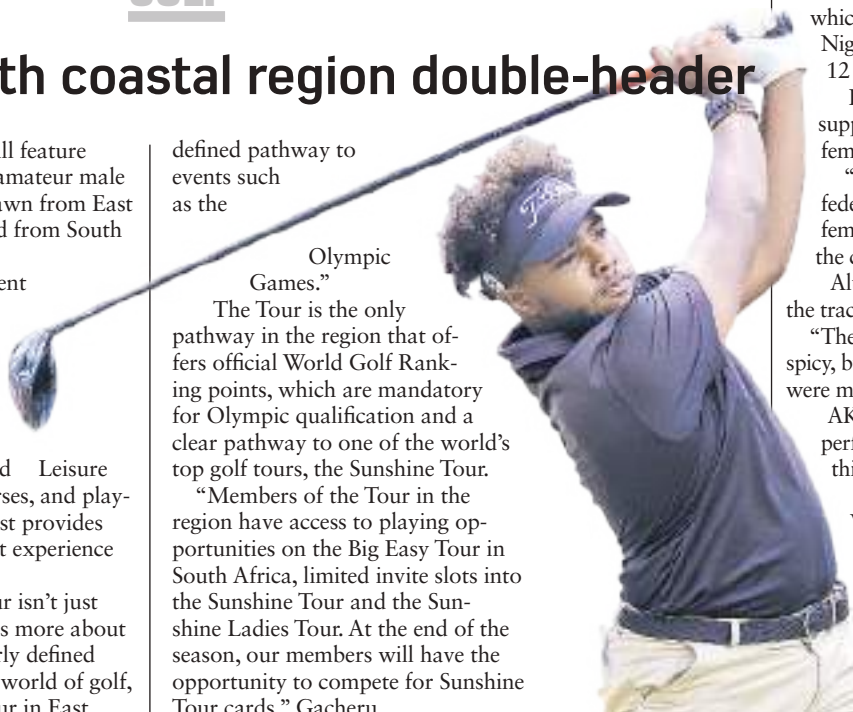 th coastal region double-header
ll feature
amateur male
awn from East
d from South
ent
d Leisure
rses, and play-
st provides
t experience
ur isn't just
s more about
rly defined
world of golf,
ur in East
defined pathway to
events such
as the
Olympic
Games.”
The Tour is the only
pathway in the region that of-
fers official World Golf Rank-
ing points, which are mandatory
for Olympic qualification and a
clear pathway to one of the world’s
top golf tours, the Sunshine Tour.
“Members of the Tour in the
region have access to playing op-
portunities on the Big Easy Tour in
South Africa, limited invite slots into
the Sunshine Tour and the Sun-
shine Ladies Tour. At the end of the
season, our members will have the
opportunity to compete for Sunshine
Tour cards,” Gacheru
whic
Nig
12
supp
fem
“
fede
fem
the c
Al
the trac
“The
spicy, b
were m
AK
perf
thi